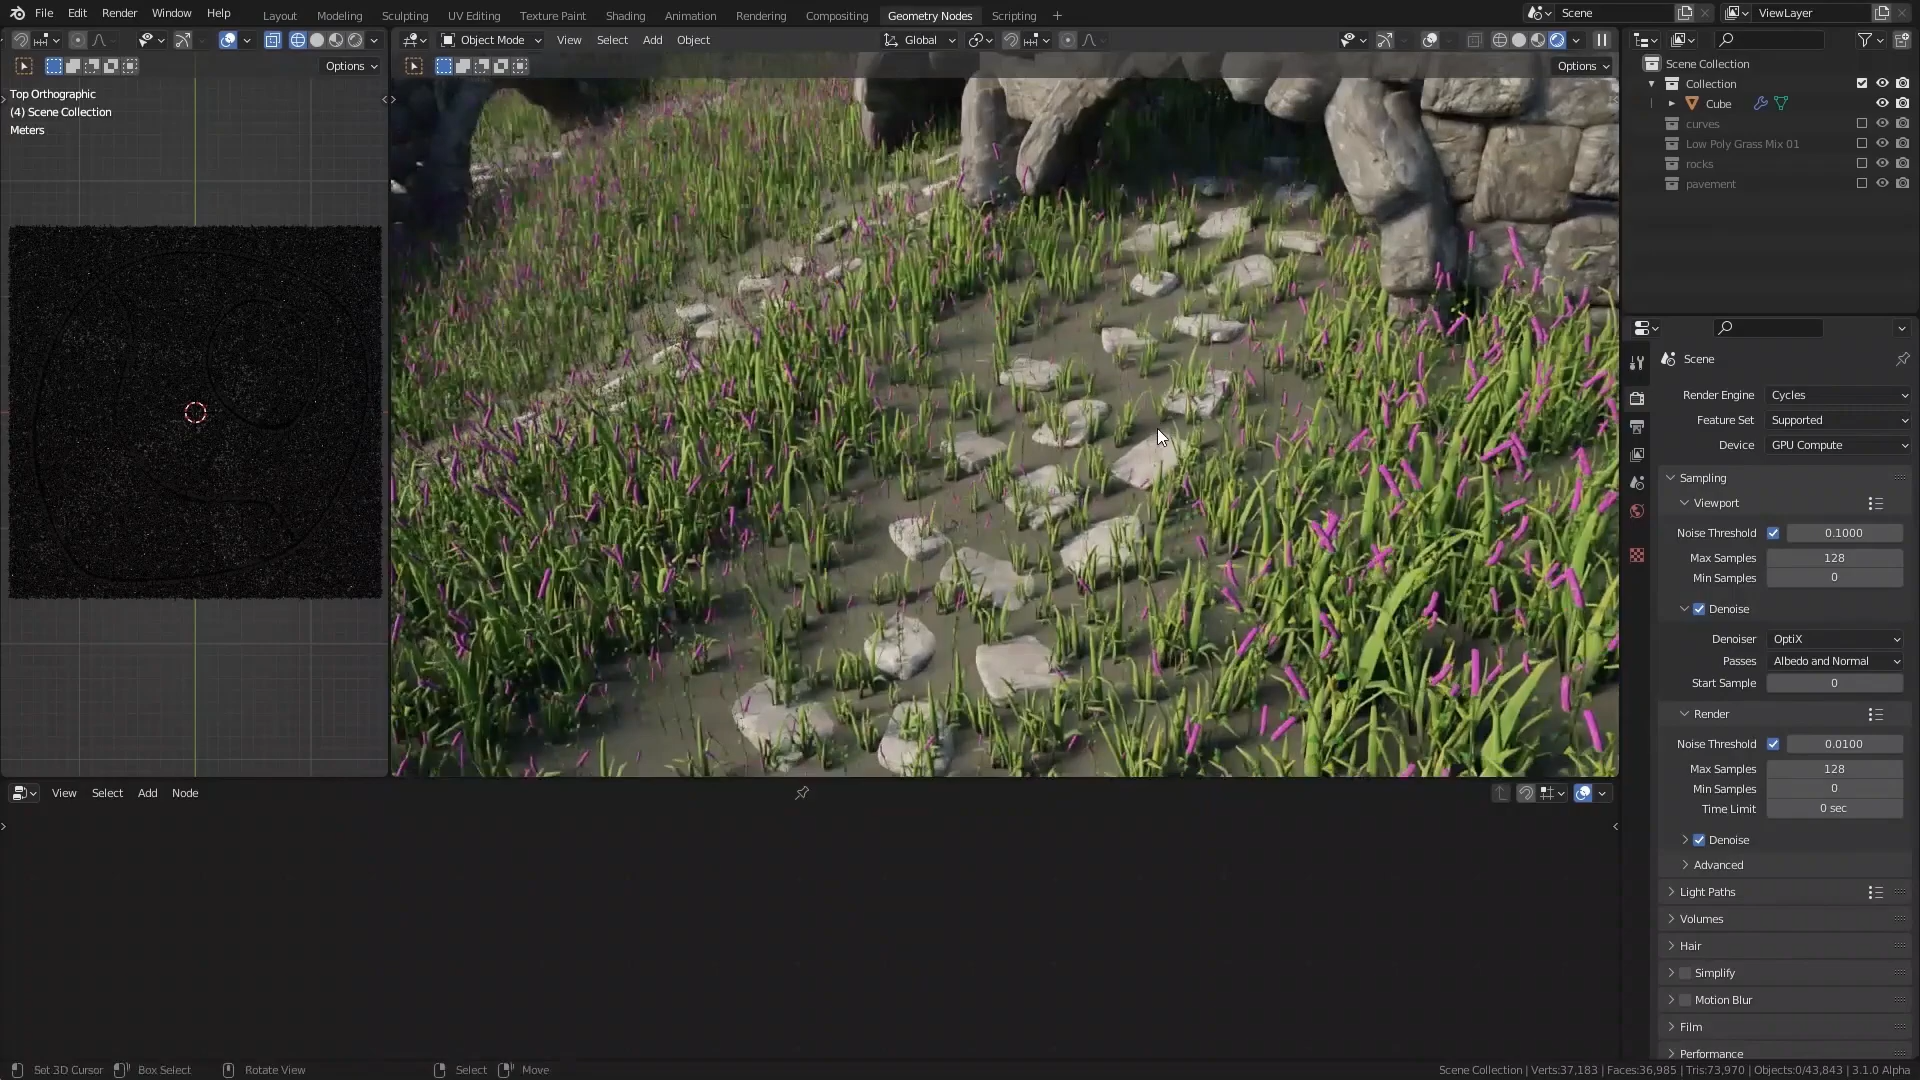 File Edit Render Window Help
Layout Modeling Sculpting UV Editing Texture Paint Shading Animation Rendering Compositing Geometry Nodes Scripting +
Scene
ViewLayer
Object Mode View Select Add Object
Global
Options
Options
Top Orthographic
(4) Scene Collection
Meters
Scene Collection
Collection
Cube
curves
Low Poly Grass Mix 01
rocks
pavement
Scene
Render Engine Cycles
Feature Set Supported
Device GPU Compute
Sampling
Viewport
Noise Threshold 0.1000
Max Samples 128
Min Samples 0
Denoise
Denoiser OptiX
Passes Albedo and Normal
Start Sample 0
Render
Noise Threshold 0.0100
Max Samples 128
Min Samples 0
Time Limit 0 sec
Denoise
Advanced
Light Paths
Volumes
Hair
Simplify
Motion Blur
Film
Performance
View Select Add Node
Set 3D Cursor Box Select Rotate View Select Move
Scene Collection | Verts:37,183 | Faces:36,985 | Tris:73,970 | Objects:0/43,843 | 3.1.0 Alpha